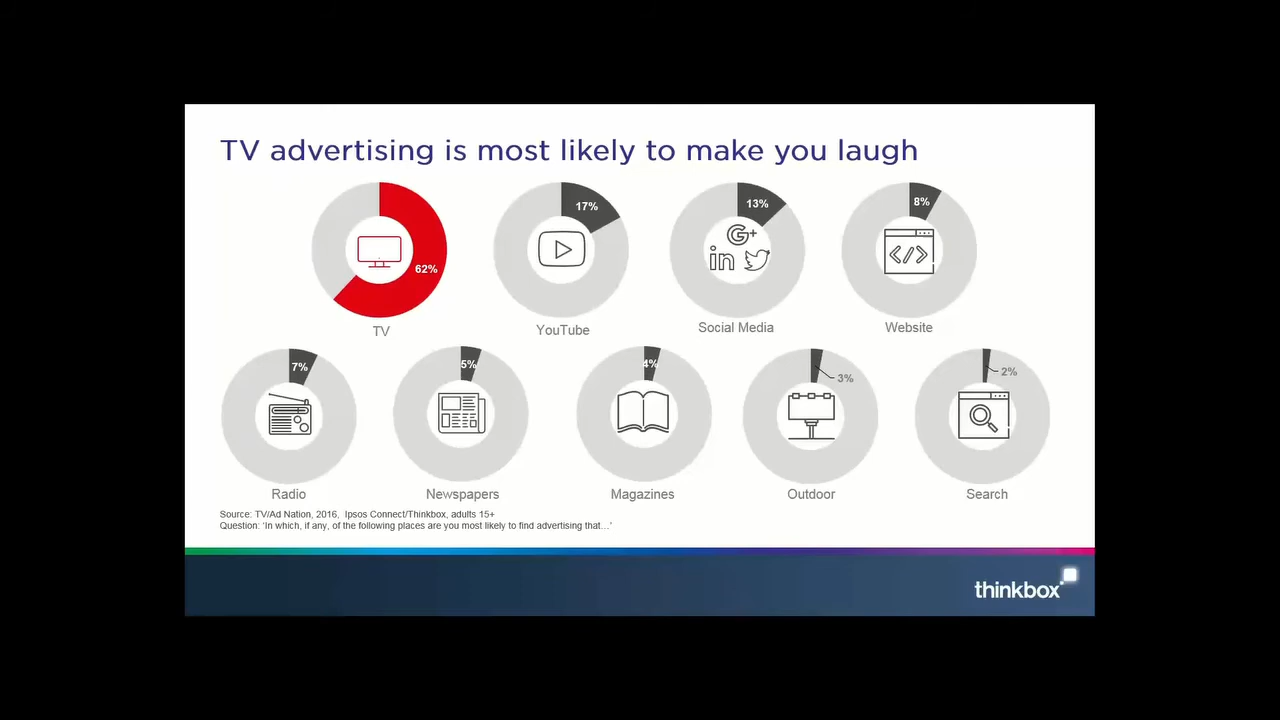 TV advertising is most likely to make you laugh
62%
17%
13%
8%
G+
in
</>
TV
YouTube
Social Media
Website
7%
5%
4%
3%
2%
Radio
Newspapers
Magazines
Outdoor
Search
Source: TV/Ad Nation, 2016, Ipsos Connect/Thinkbox, adults 15+
Question: 'In which, if any, of the following places are you most likely to find advertising that…'
thinkbox